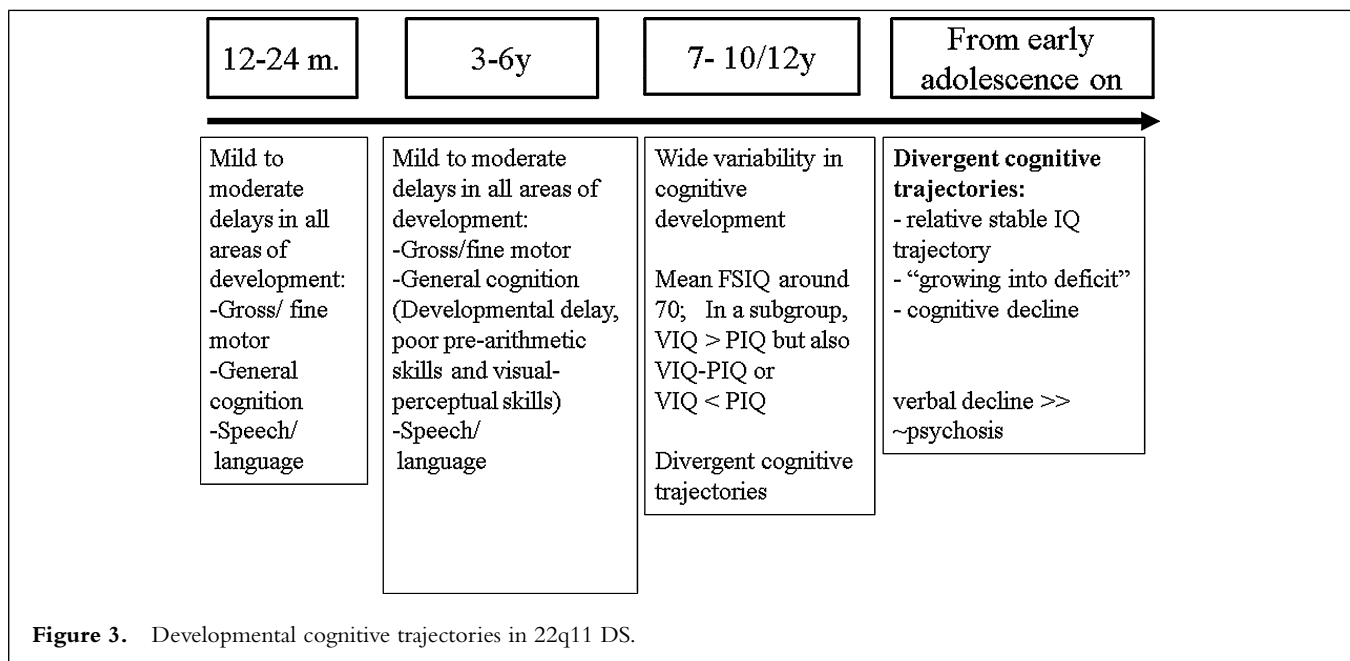 12-24 m.
3-6y
7- 10/12y
From early
adolescence on
Mild to
moderate
delays in all
areas of
development:
-Gross/ fine
motor
-General
cognition
-Speech/
language
Mild to moderate
delays in all areas of
development:
-Gross/fine motor
-General cognition
(Developmental delay,
poor pre-arithmetic
skills and visual-
perceptual skills)
-Speech/
language
Wide variability in
cognitive
development
Mean FSIQ around
70; In a subgroup,
VIQ > PIQ but also
VIQ-PIQ or
VIQ < PIQ
Divergent cognitive
trajectories
Divergent cognitive
trajectories:
- relative stable IQ
trajectory
- “growing into deficit”
- cognitive decline
verbal decline >>
~psychosis
Figure 3. Developmental cognitive trajectories in 22q11 DS.